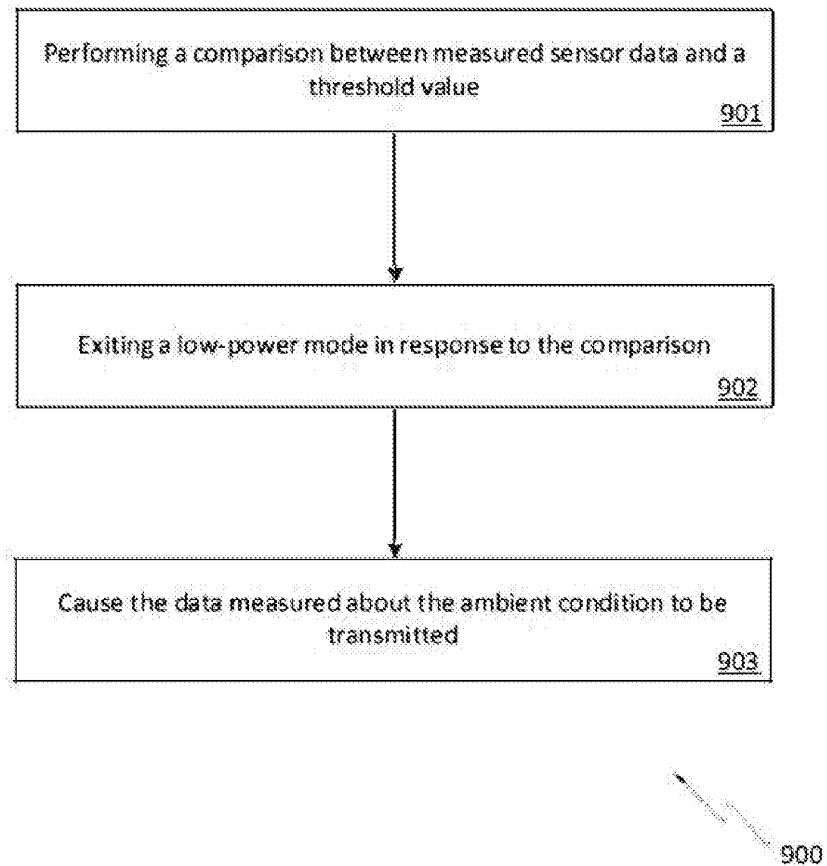 Performing a comparison between measured sensor data and a
threshold value
901
Exiting a low-power mode in response to the comparison
902
Cause the data measured about the ambient condition to be
transmitted
903
900